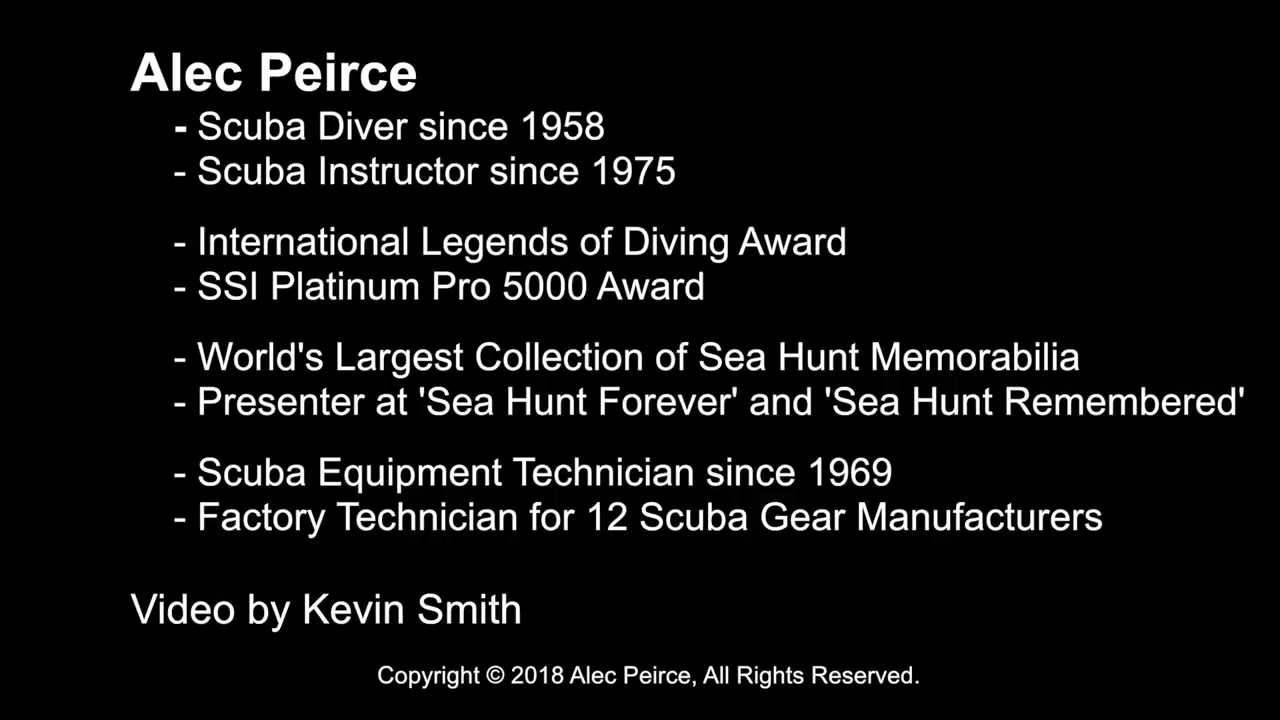 Alec Peirce
- Scuba Diver since 1958
- Scuba Instructor since 1975
- International Legends of Diving Award
- SSI Platinum Pro 5000 Award
- World's Largest Collection of Sea Hunt Memorabilia
- Presenter at 'Sea Hunt Forever' and 'Sea Hunt Remembered'
- Scuba Equipment Technician since 1969
- Factory Technician for 12 Scuba Gear Manufacturers
Video by Kevin Smith
Copyright © 2018 Alec Peirce, All Rights Reserved.